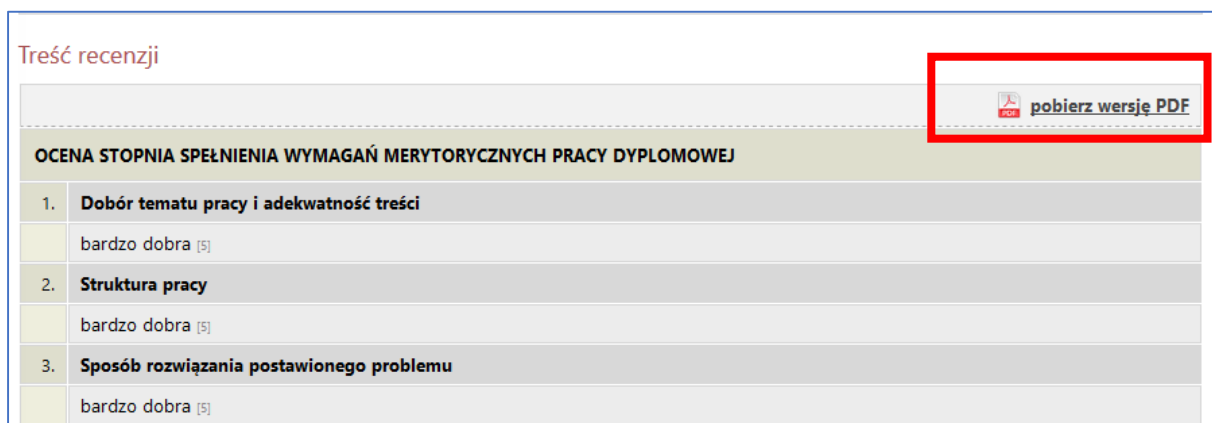 Treść recenzji
PDF pobierz wersję PDF
OCENA STOPNIA SPEŁNIENIA WYMAGAŃ MERYTORYCZNYCH PRACY DYPLOMOWEJ
1. Dobór tematu pracy i adekwatność treści
bardzo dobra [5]
2. Struktura pracy
bardzo dobra [5]
3. Sposób rozwiązania postawionego problemu
bardzo dobra [5]